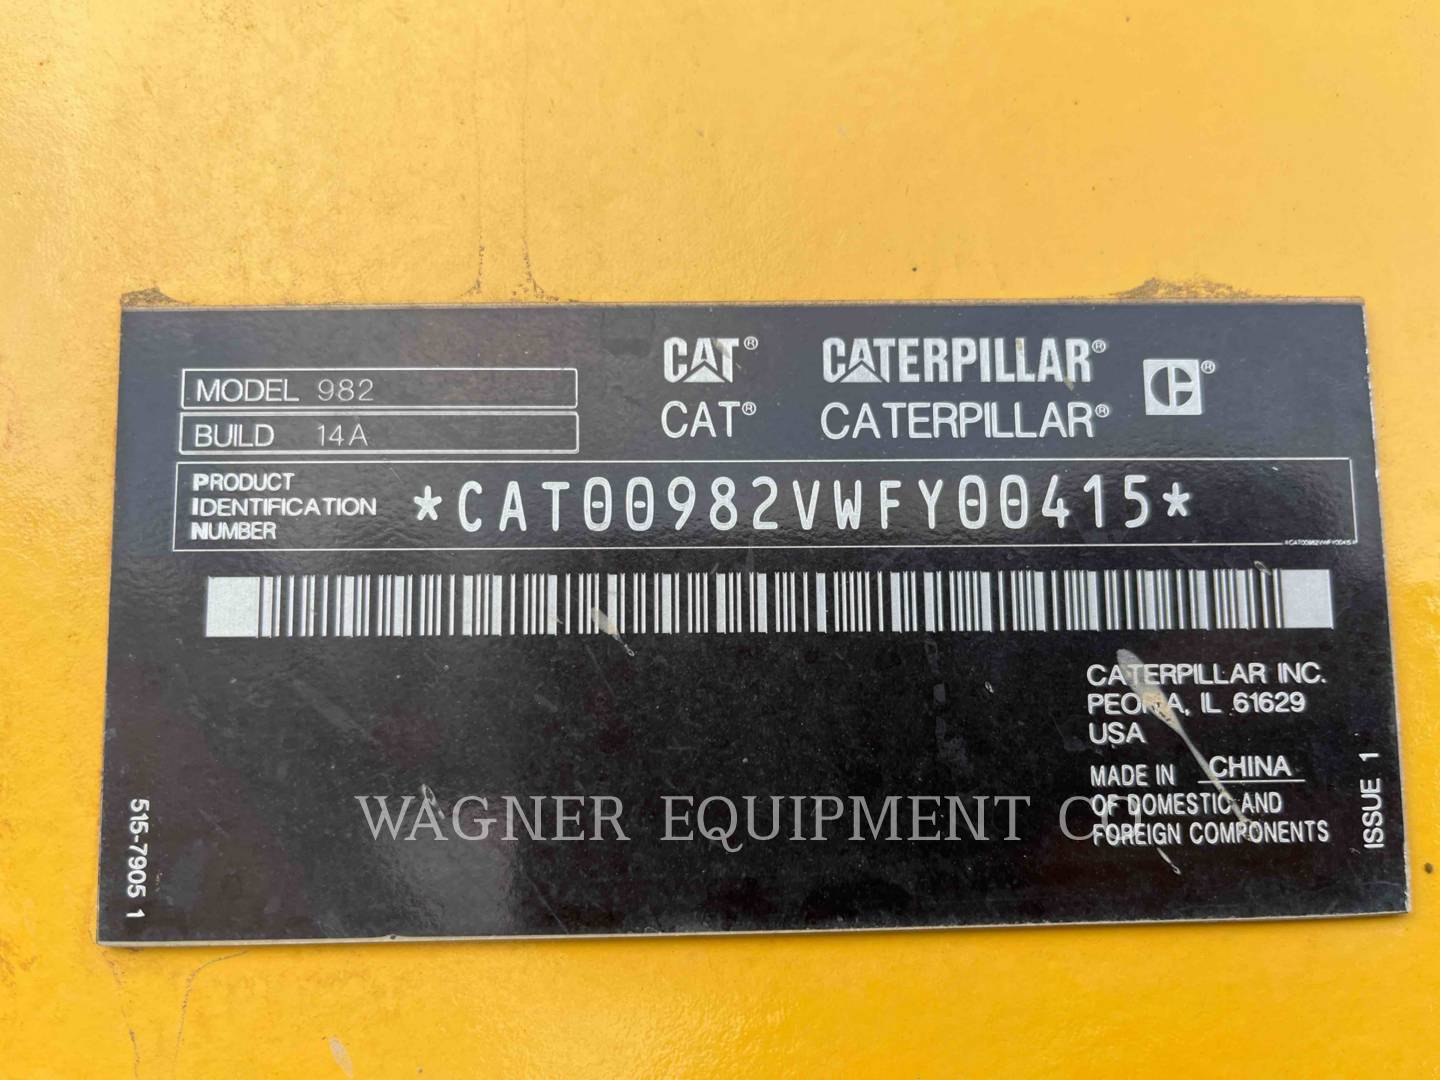 CAT® CATERPILLAR®
CAT® CATERPILLAR®
MODEL 982
BUILD 14A
PRODUCT
IDENTIFICATION
NUMBER
*CAT00982VWFY00415*
*CAT00982VWFY00415*
CATERPILLAR INC.
PEORIA, IL 61629
USA
MADE IN CHINA
OF DOMESTIC AND
FOREIGN COMPONENTS
ISSUE 1
515-7905 1
WAGNER EQUIPMENT CO.